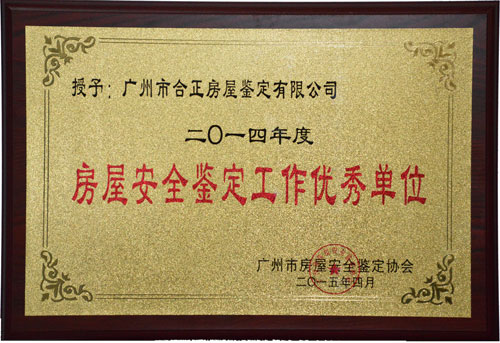 授予：广州市合正房屋鉴定有限公司
二〇一四年度
房屋安全鉴定工作优秀单位
广州市房屋安全鉴定协会
二〇一五年四月